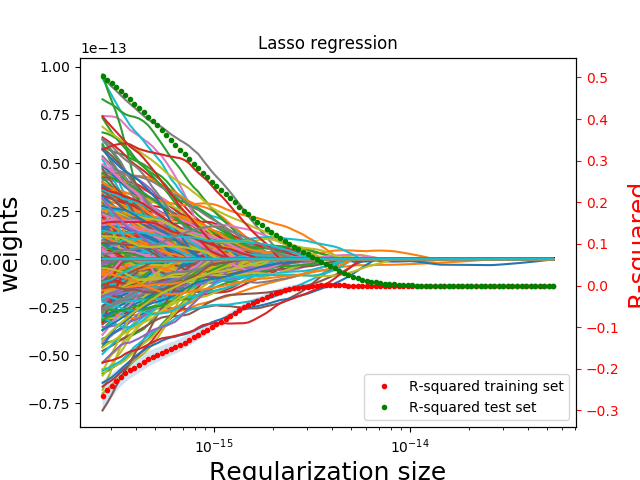 Lasso regression
1e−13
1.00
0.75
0.50
0.25
0.00
−0.25
−0.50
−0.75
weights
0.5
0.4
0.3
0.2
0.1
0.0
−0.1
−0.2
−0.3
R-squared
R-squared training set
R-squared test set
10⁻¹⁵ 10⁻¹⁴
Regularization size